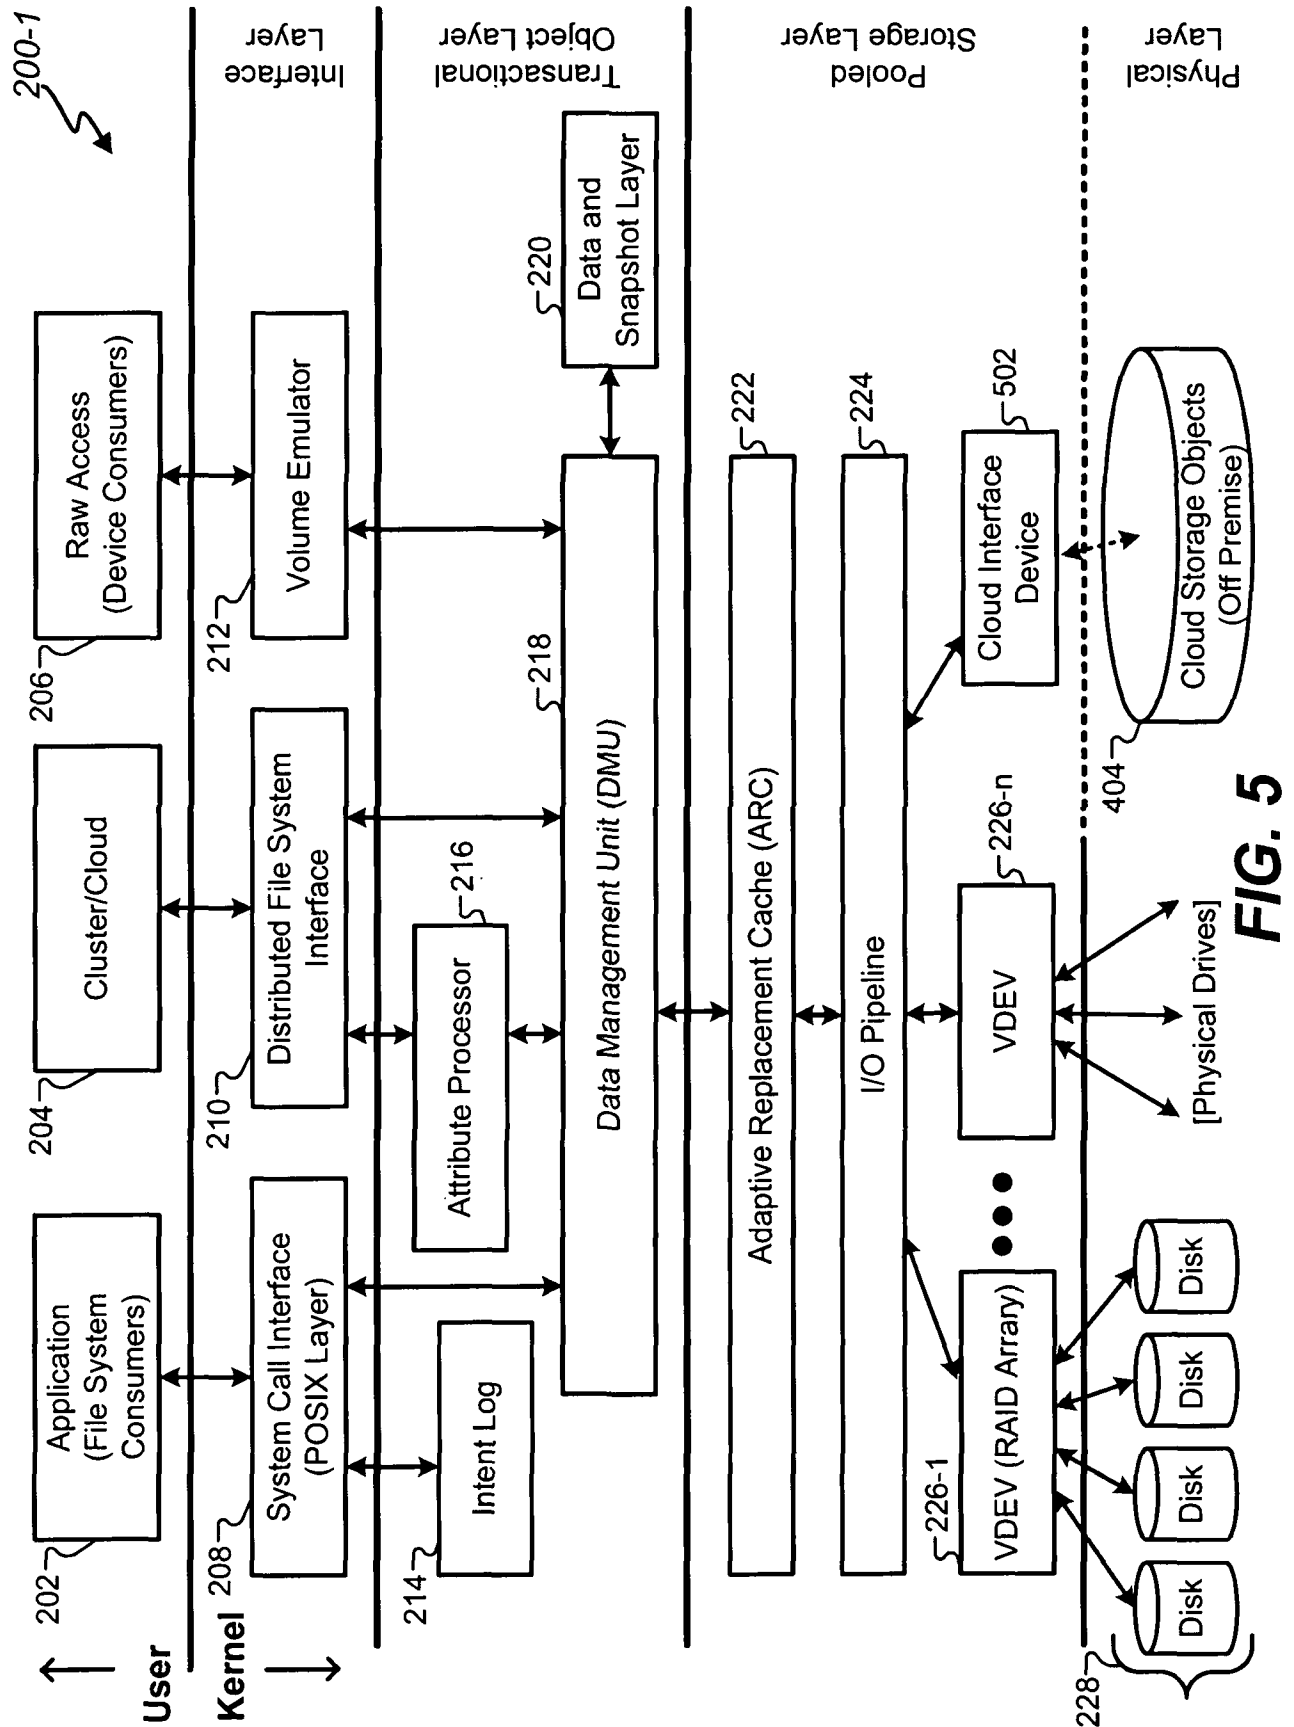 200-1
User
Kernel
202
Application
(File System
Consumers)
204
Cluster/Cloud
206
Raw Access
(Device Consumers)
208
System Call Interface
(POSIX Layer)
210
Distributed File System
Interface
212
Volume Emulator
Interface
Layer
214
Intent Log
Attribute Processor
216
218
Data Management Unit (DMU)
220
Data and
Snapshot Layer
Transactional
Object Layer
Adaptive Replacement Cache (ARC)
222
I/O Pipeline
224
226-1
VDEV (RAID Arrary)
VDEV
226-n
Cloud Interface
Device
502
Pooled
Storage Layer
228
Disk
Disk
Disk
Disk
[Physical Drives]
404
Cloud Storage Objects
(Off Premise)
Physical
Layer
FIG. 5